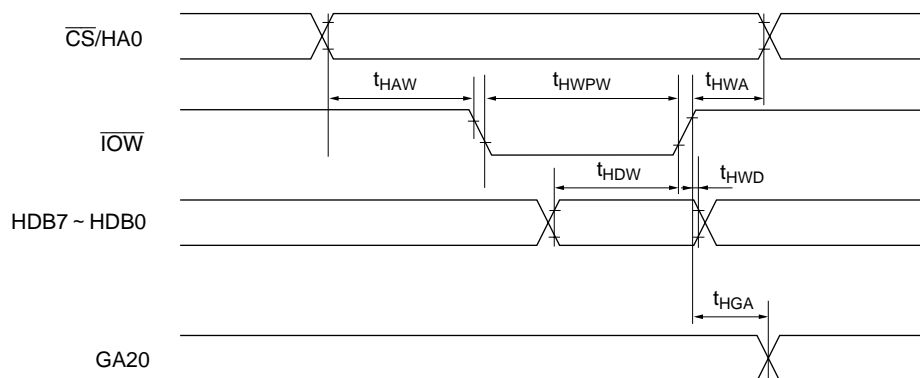 CS/HA0
tHAW
tHWPW
tHWA
IOW
tHDW
tHWD
HDB7 ~ HDB0
tHGA
GA20